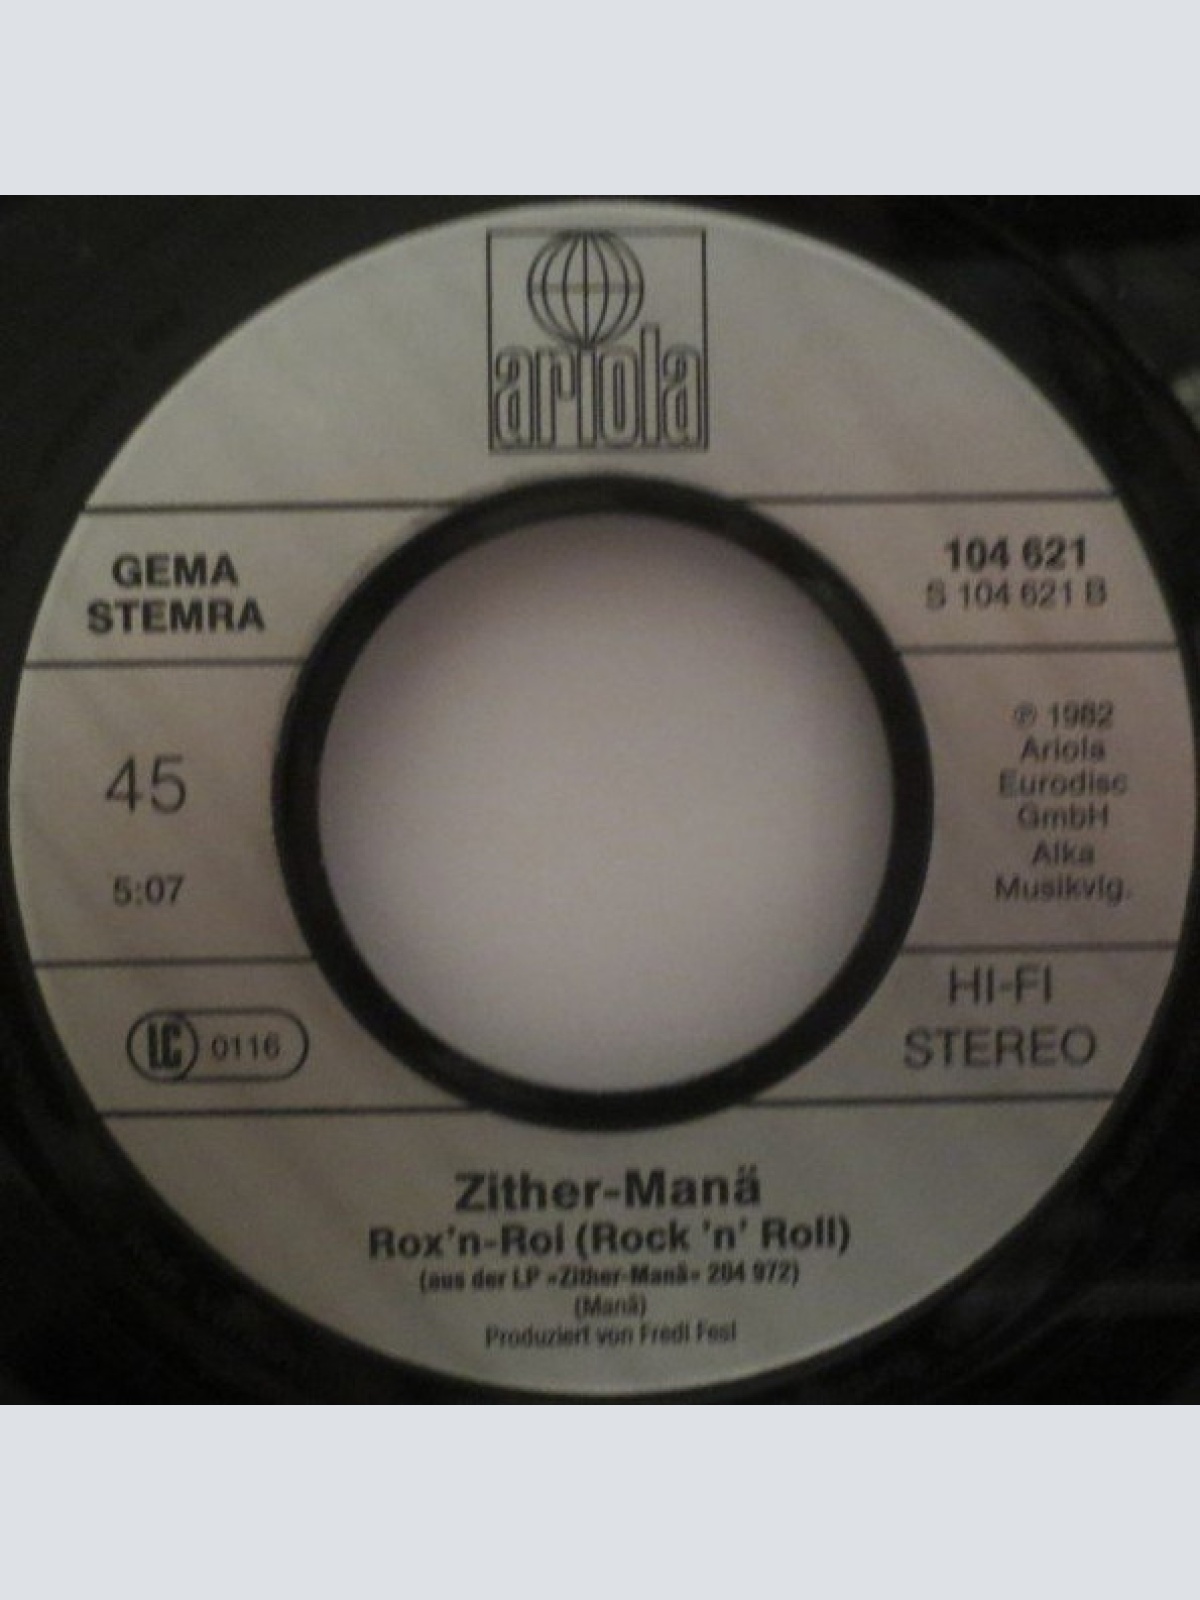 ariola
GEMA
STEMRA
104 621
S 104 621 B
45
5:07
℗ 1982
Ariola
Eurodisc
GmbH
Alka
Musikvlg.
LC 0116
HI-FI
STEREO
Zither-Manä
Rox'n-Roi (Rock 'n' Roll)
(aus der LP »Zither-Manä« 204 972)
(Manä)
Produziert von Fredl Fesl